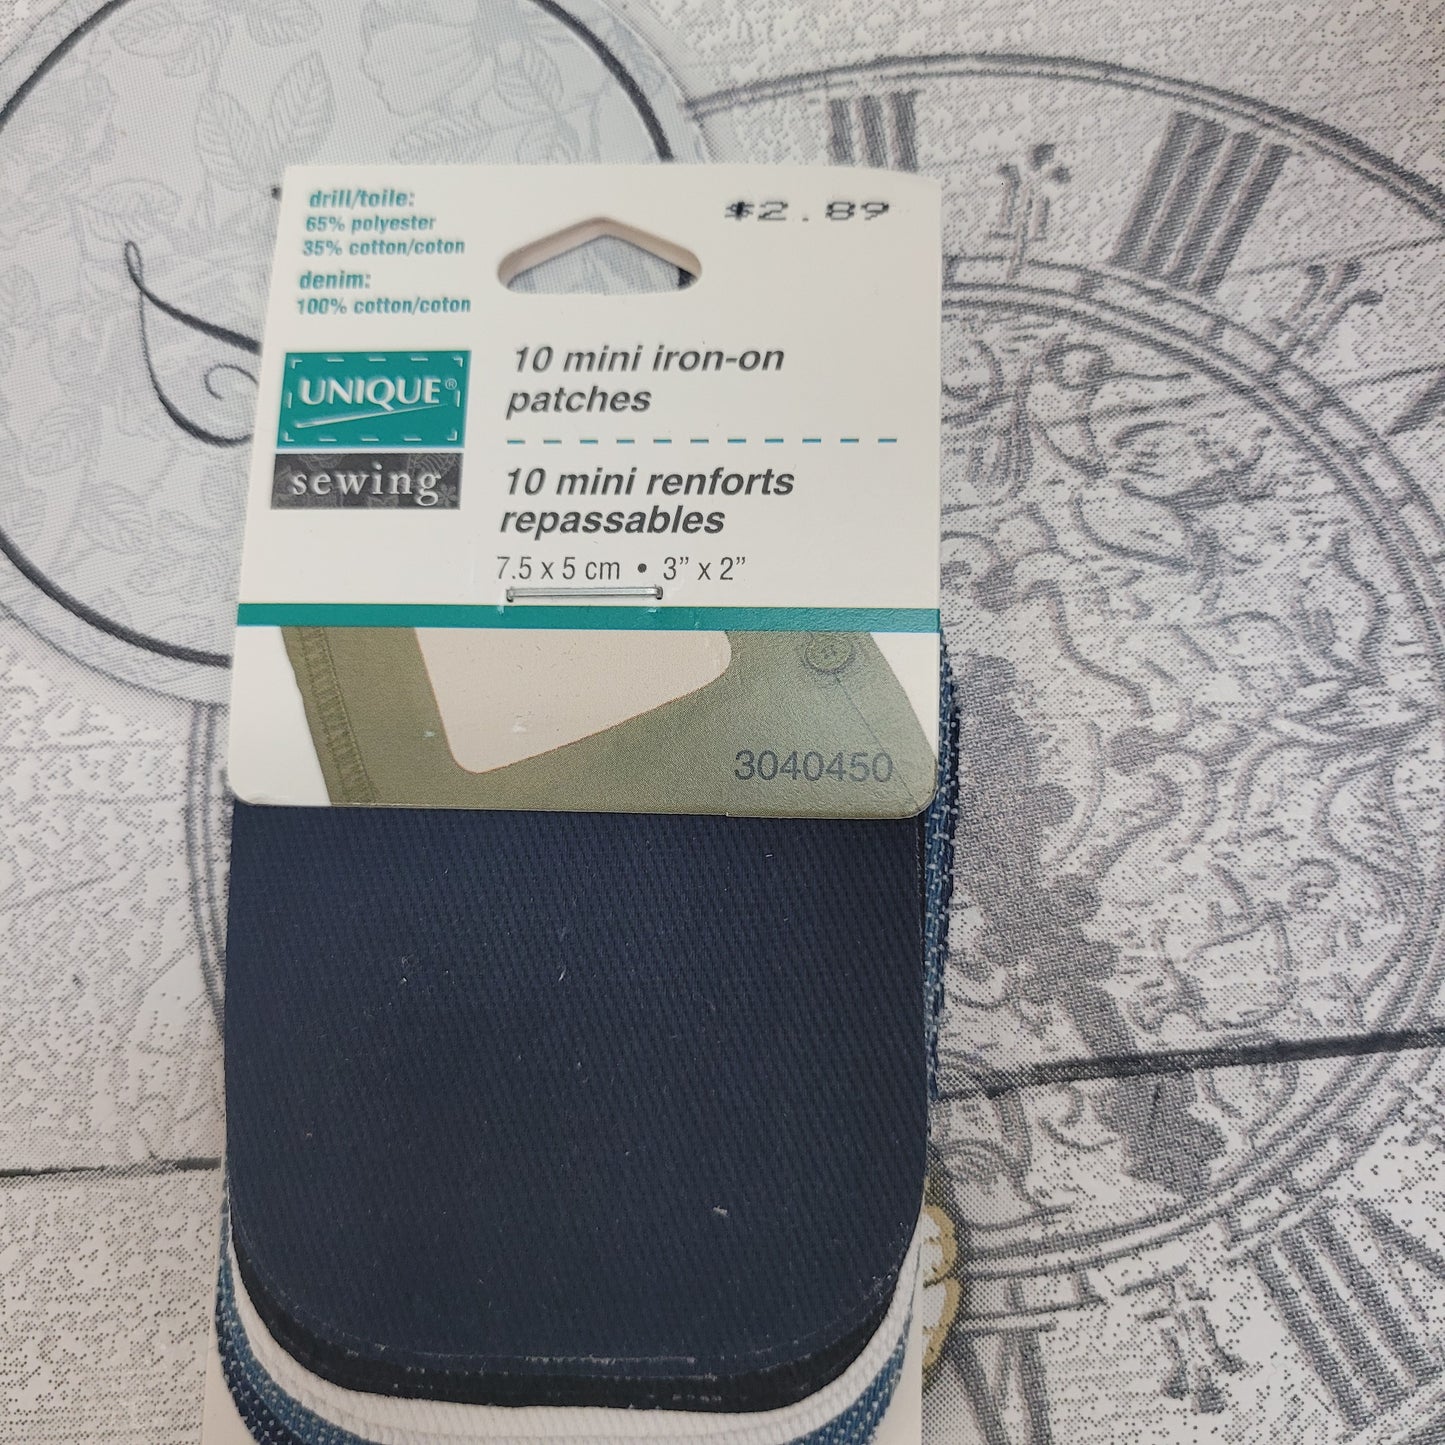 drill/toile:
65% polyester
35% cotton/coton
denim:
100% cotton/coton
$2.89
UNIQUE®
sewing
10 mini iron-on
patches
10 mini renforts
repassables
7.5 x 5 cm • 3” x 2”
3040450